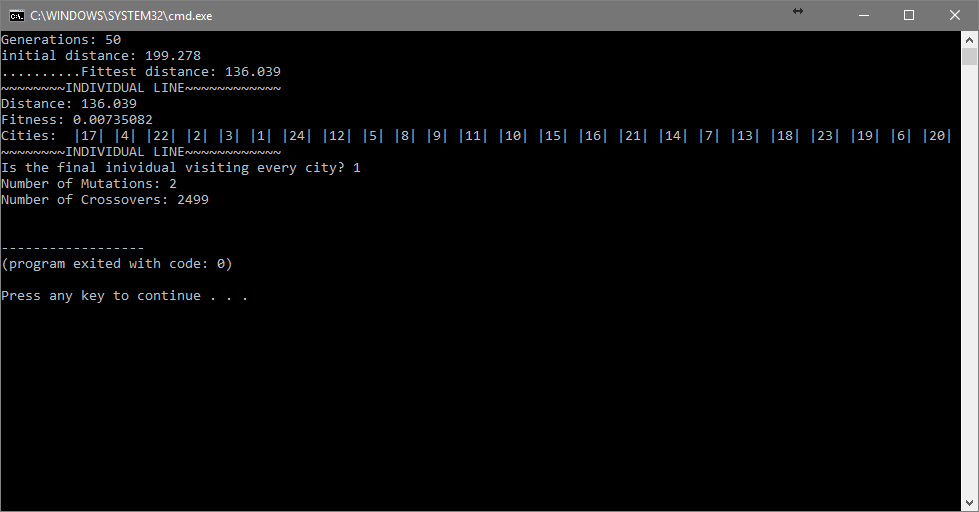 C:\WINDOWS\SYSTEM32\cmd.exe
Generations: 50
initial distance: 199.278
..........Fittest distance: 136.039
~~~~~~~~INDIVIDUAL LINE~~~~~~~~~~~~
Distance: 136.039
Fitness: 0.00735082
Cities:  |17| |4| |22| |2| |3| |1| |24| |12| |5| |8| |9| |11| |10| |15| |16| |21| |14| |7| |13| |18| |23| |19| |6| |20|
~~~~~~~~INDIVIDUAL LINE~~~~~~~~~~~~
Is the final inividual visiting every city? 1
Number of Mutations: 2
Number of Crossovers: 2499
------------------
(program exited with code: 0)
Press any key to continue . . .